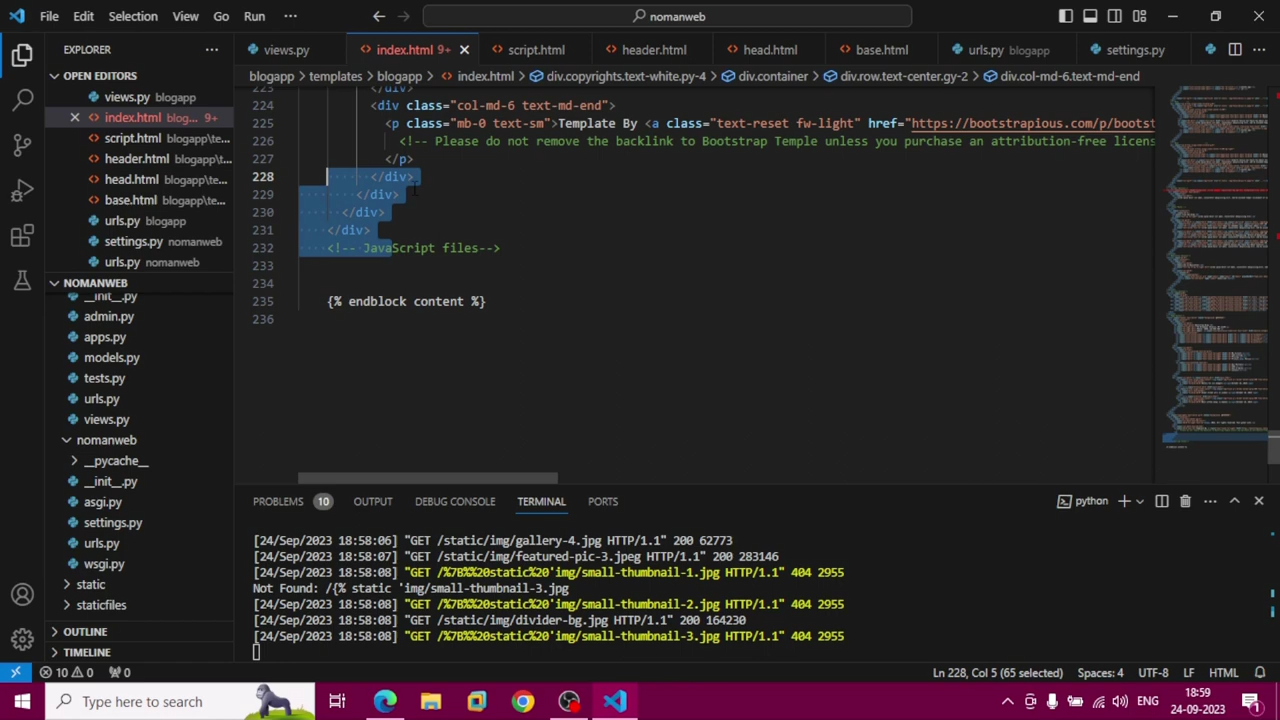 File Edit Selection View Go Run ··· nomanweb
EXPLORER ···
views.py index.html 9+ script.html header.html head.html base.html urls.py blogapp settings.py
blogapp > templates > blogapp > index.html > div.copyrights.text-white.py-4 > div.container > div.row.text-center.gy-2 > div.col-md-6.text-md-end
OPEN EDITORS
views.py blogapp
index.html blog... 9+
script.html blogapp\te...
header.html blogapp\te...
head.html blogapp\te...
base.html blogapp\te...
urls.py blogapp
settings.py nomanweb
urls.py nomanweb
NOMANWEB
__init__.py
admin.py
apps.py
models.py
tests.py
urls.py
views.py
nomanweb
__pycache__
__init__.py
asgi.py
settings.py
urls.py
wsgi.py
static
staticfiles
OUTLINE
TIMELINE
223 </div>
224 <div class="col-md-6 text-md-end">
225 <p class="mb-0 text-sm">Template By <a class="text-reset fw-light" href="https://bootstrapious.com/p/bootst
226 <!-- Please do not remove the backlink to Bootstrap Temple unless you purchase an attribution-free licens
227 </p>
228 </div>
229 </div>
230 </div>
231 </div>
232 <!-- JavaScript files-->
233
234
235 {% endblock content %}
236
PROBLEMS 10 OUTPUT DEBUG CONSOLE TERMINAL PORTS python
[24/Sep/2023 18:58:06] "GET /static/img/gallery-4.jpg HTTP/1.1" 200 62773
[24/Sep/2023 18:58:07] "GET /static/img/featured-pic-3.jpeg HTTP/1.1" 200 283146
[24/Sep/2023 18:58:08] "GET /%7B%%20static%20'img/small-thumbnail-1.jpg HTTP/1.1" 404 2955
Not Found: /{% static 'img/small-thumbnail-3.jpg
[24/Sep/2023 18:58:08] "GET /%7B%%20static%20'img/small-thumbnail-2.jpg HTTP/1.1" 404 2955
[24/Sep/2023 18:58:08] "GET /static/img/divider-bg.jpg HTTP/1.1" 200 164230
[24/Sep/2023 18:58:08] "GET /%7B%%20static%20'img/small-thumbnail-3.jpg HTTP/1.1" 404 2955
10 0 0 Ln 228, Col 5 (65 selected) Spaces: 4 UTF-8 LF HTML
Type here to search
ENG
18:59
24-09-2023
1